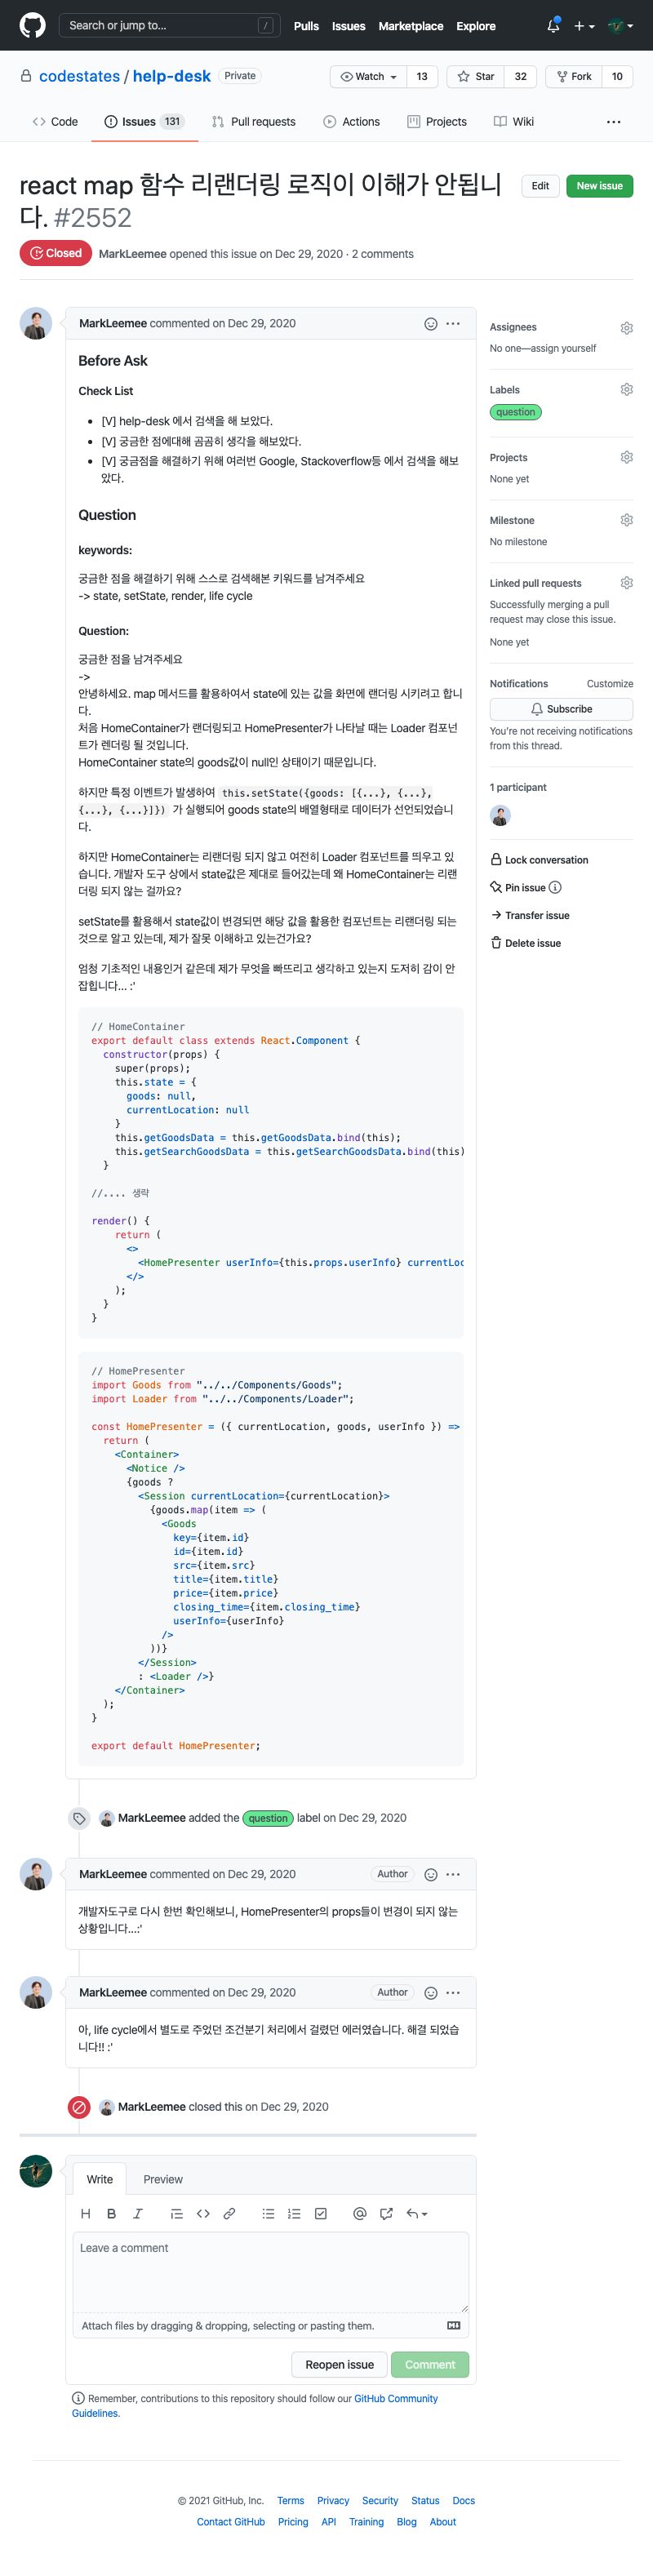 Search or jump to... /
Pulls Issues Marketplace Explore
codestates / help-desk Private
Watch 13 Star 32 Fork 10
Code Issues 131 Pull requests Actions Projects Wiki
react map 함수 리랜더링 로직이 이해가 안됩니
다. #2552
Edit New issue
Closed MarkLeemee opened this issue on Dec 29, 2020 · 2 comments
MarkLeemee commented on Dec 29, 2020
Before Ask
Check List
[V] help-desk 에서 검색을 해 보았다.
[V] 궁금한 점에대해 곰곰히 생각을 해보았다.
[V] 궁금점을 해결하기 위해 여러번 Google, Stackoverflow등 에서 검색을 해보
았다.
Question
keywords:
궁금한 점을 해결하기 위해 스스로 검색해본 키워드를 남겨주세요
-> state, setState, render, life cycle
Question:
궁금한 점을 남겨주세요
->
안녕하세요. map 메서드를 활용하여서 state에 있는 값을 화면에 랜더링 시키려고 합니
다.
처음 HomeContainer가 랜더링되고 HomePresenter가 나타날 때는 Loader 컴포넌
트가 렌더링 될 것입니다.
HomeContainer state의 goods값이 null인 상태이기 때문입니다.
하지만 특정 이벤트가 발생하여 this.setState({goods: [{...}, {...},
{...}, {...}]}) 가 실행되어 goods state의 배열형태로 데이터가 선언되었습니
다.
하지만 HomeContainer는 리랜더링 되지 않고 여전히 Loader 컴포넌트를 띄우고 있
습니다. 개발자 도구 상에서 state값은 제대로 들어갔는데 왜 HomeContainer는 리랜
더링 되지 않는 걸까요?
setState를 활용해서 state값이 변경되면 해당 값을 활용한 컴포넌트는 리랜더링 되는
것으로 알고 있는데, 제가 잘못 이해하고 있는건가요?
엄청 기초적인 내용인거 같은데 제가 무엇을 빠뜨리고 생각하고 있는지 도저히 감이 안
잡힙니다... :'
// HomeContainer
export default class extends React.Component {
constructor(props) {
super(props);
this.state = {
goods: null,
currentLocation: null
}
this.getGoodsData = this.getGoodsData.bind(this);
this.getSearchGoodsData = this.getSearchGoodsData.bind(this)
}
//.... 생략
render() {
return (
<>
<HomePresenter userInfo={this.props.userInfo} currentLoc
</>
);
}
}
// HomePresenter
import Goods from "../../Components/Goods";
import Loader from "../../Components/Loader";
const HomePresenter = ({ currentLocation, goods, userInfo }) =>
return (
<Container>
<Notice />
{goods ?
<Session currentLocation={currentLocation}>
{goods.map(item => (
<Goods
key={item.id}
id={item.id}
src={item.src}
title={item.title}
price={item.price}
closing_time={item.closing_time}
userInfo={userInfo}
/>
))}
</Session>
: <Loader />}
</Container>
);
}
export default HomePresenter;
MarkLeemee added the question label on Dec 29, 2020
MarkLeemee commented on Dec 29, 2020 Author
개발자도구로 다시 한번 확인해보니, HomePresenter의 props들이 변경이 되지 않는
상황입니다...:'
MarkLeemee commented on Dec 29, 2020 Author
아, life cycle에서 별도로 주었던 조건분기 처리에서 걸렸던 에러였습니다. 해결 되었습
니다!! :'
MarkLeemee closed this on Dec 29, 2020
Write Preview
Leave a comment
Attach files by dragging & dropping, selecting or pasting them.
Reopen issue Comment
Remember, contributions to this repository should follow our GitHub Community
Guidelines.
Assignees
No one—assign yourself
Labels
question
Projects
None yet
Milestone
No milestone
Linked pull requests
Successfully merging a pull
request may close this issue.
None yet
Notifications Customize
Subscribe
You're not receiving notifications
from this thread.
1 participant
Lock conversation
Pin issue
Transfer issue
Delete issue
© 2021 GitHub, Inc. Terms Privacy Security Status Docs
Contact GitHub Pricing API Training Blog About